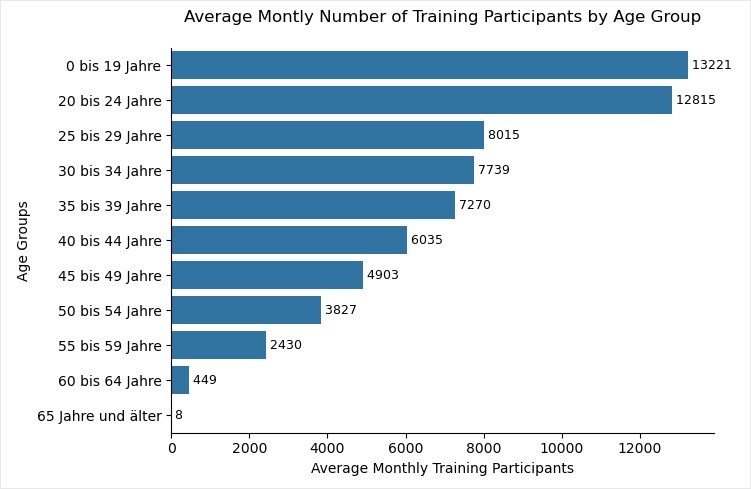 Average Montly Number of Training Participants by Age Group
0 bis 19 Jahre 13221
20 bis 24 Jahre 12815
25 bis 29 Jahre 8015
30 bis 34 Jahre 7739
35 bis 39 Jahre 7270
40 bis 44 Jahre 6035
45 bis 49 Jahre 4903
50 bis 54 Jahre 3827
55 bis 59 Jahre 2430
60 bis 64 Jahre 449
65 Jahre und älter 8
Age Groups
0 2000 4000 6000 8000 10000 12000
Average Monthly Training Participants